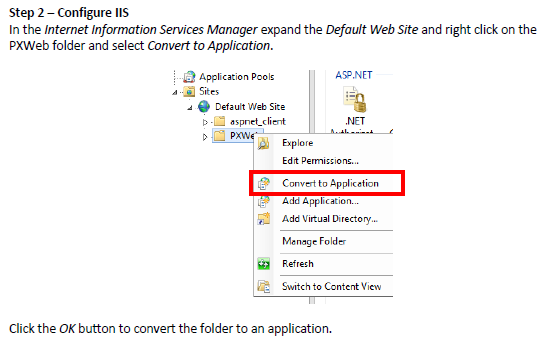 Step 2 – Configure IIS
In the Internet Information Services Manager expand the Default Web Site and right click on the
PXWeb folder and select Convert to Application.
Application Pools
ASP.NET
Sites
Default Web Site
aspnet_client
.NET
PXWe
Explore
Edit Permissions...
Convert to Application
Add Application...
Add Virtual Directory...
Manage Folder
Refresh
Switch to Content View
Click the OK button to convert the folder to an application.